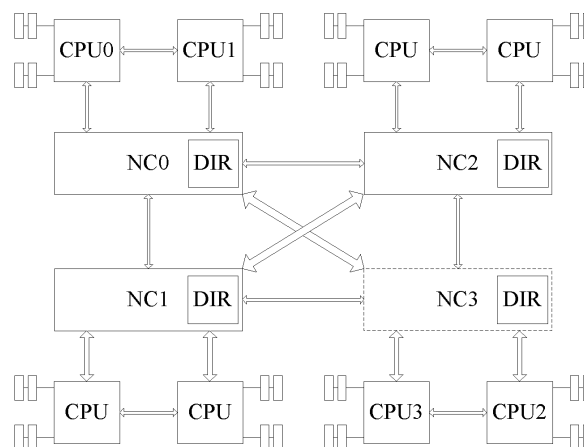 CPU0 CPU1 CPU CPU
NC0 DIR NC2 DIR
NC1 DIR NC3 DIR
CPU CPU CPU3 CPU2